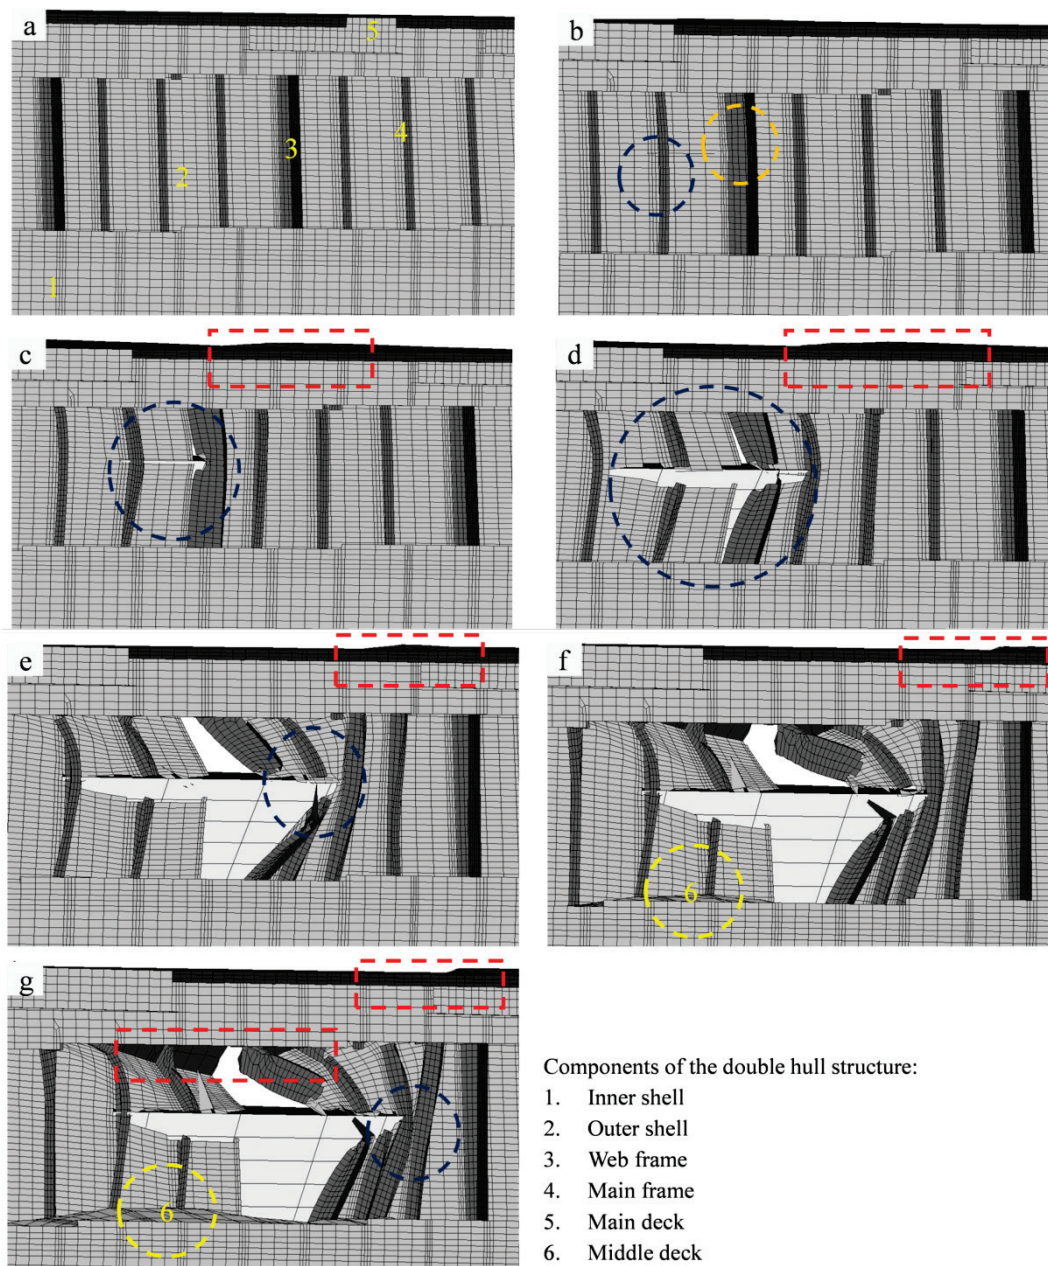 a
5
3
4
2
1
b
c
d
e
f
6
g
6
Components of the double hull structure:
1. Inner shell
2. Outer shell
3. Web frame
4. Main frame
5. Main deck
6. Middle deck